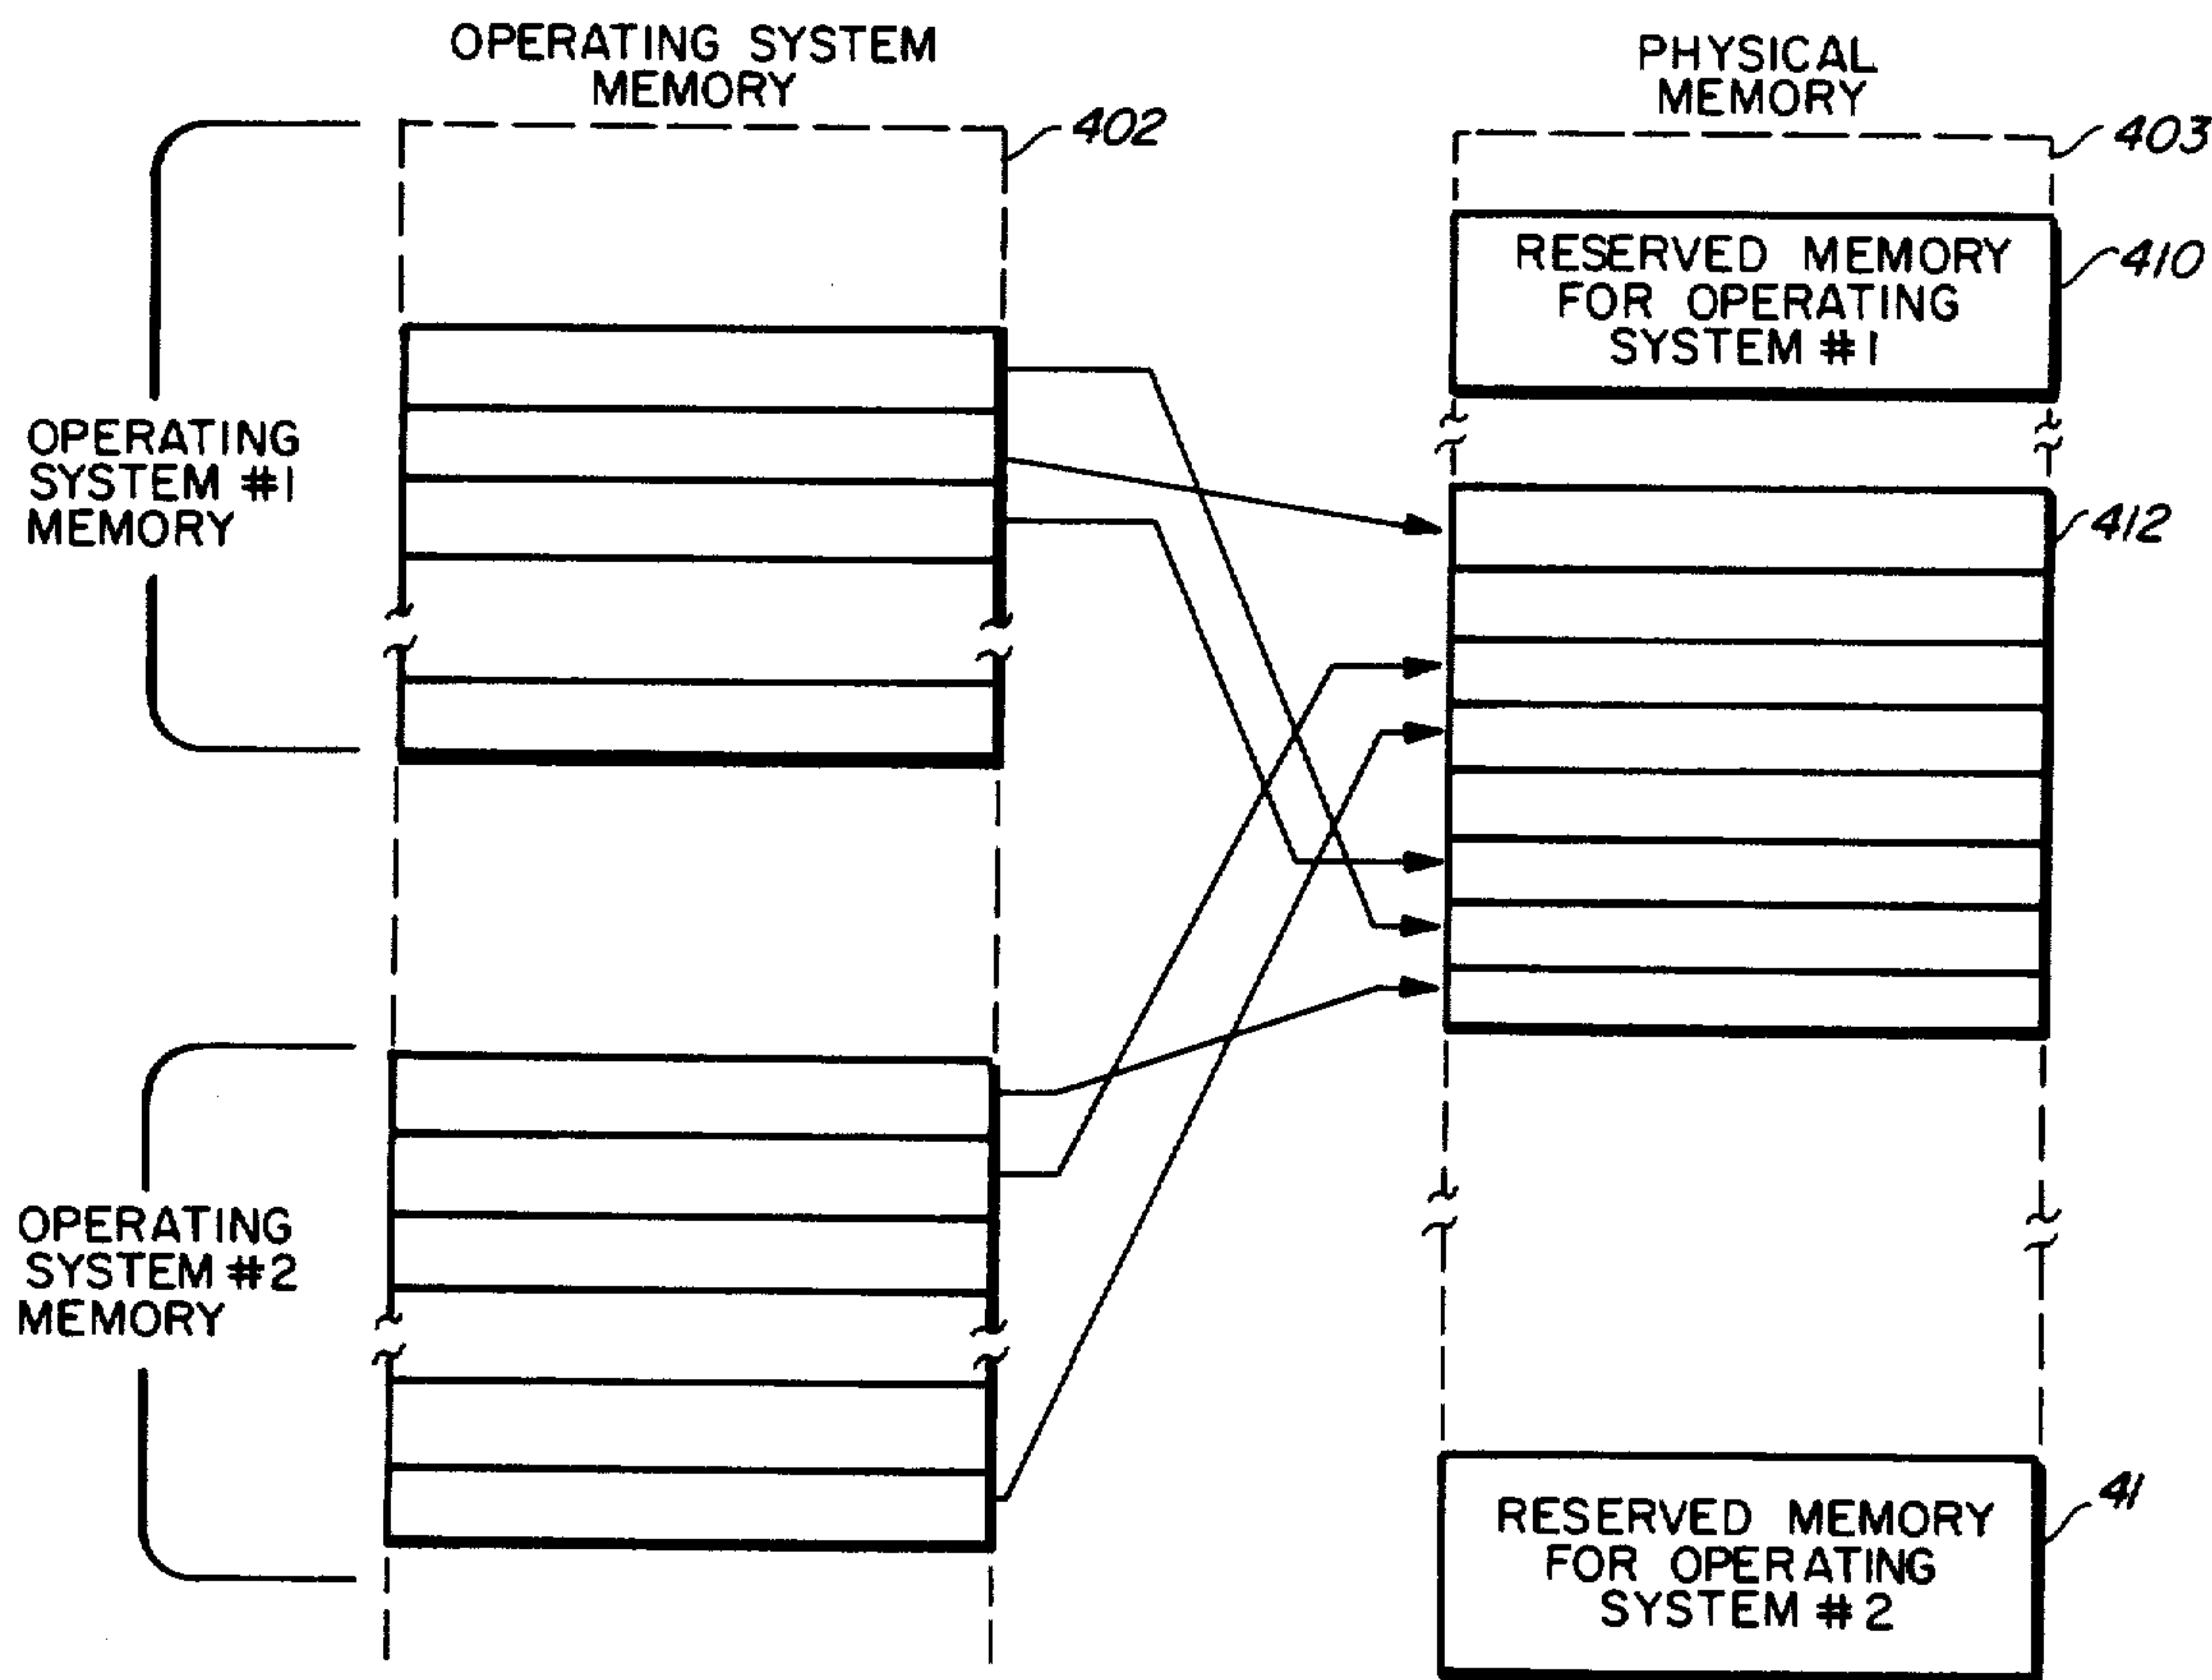 OPERATING SYSTEM
MEMORY
402
PHYSICAL
MEMORY
403
RESERVED MEMORY
FOR OPERATING
SYSTEM #1
410
OPERATING
SYSTEM #1
MEMORY
412
OPERATING
SYSTEM #2
MEMORY
RESERVED MEMORY
FOR OPERATING
SYSTEM #2
41